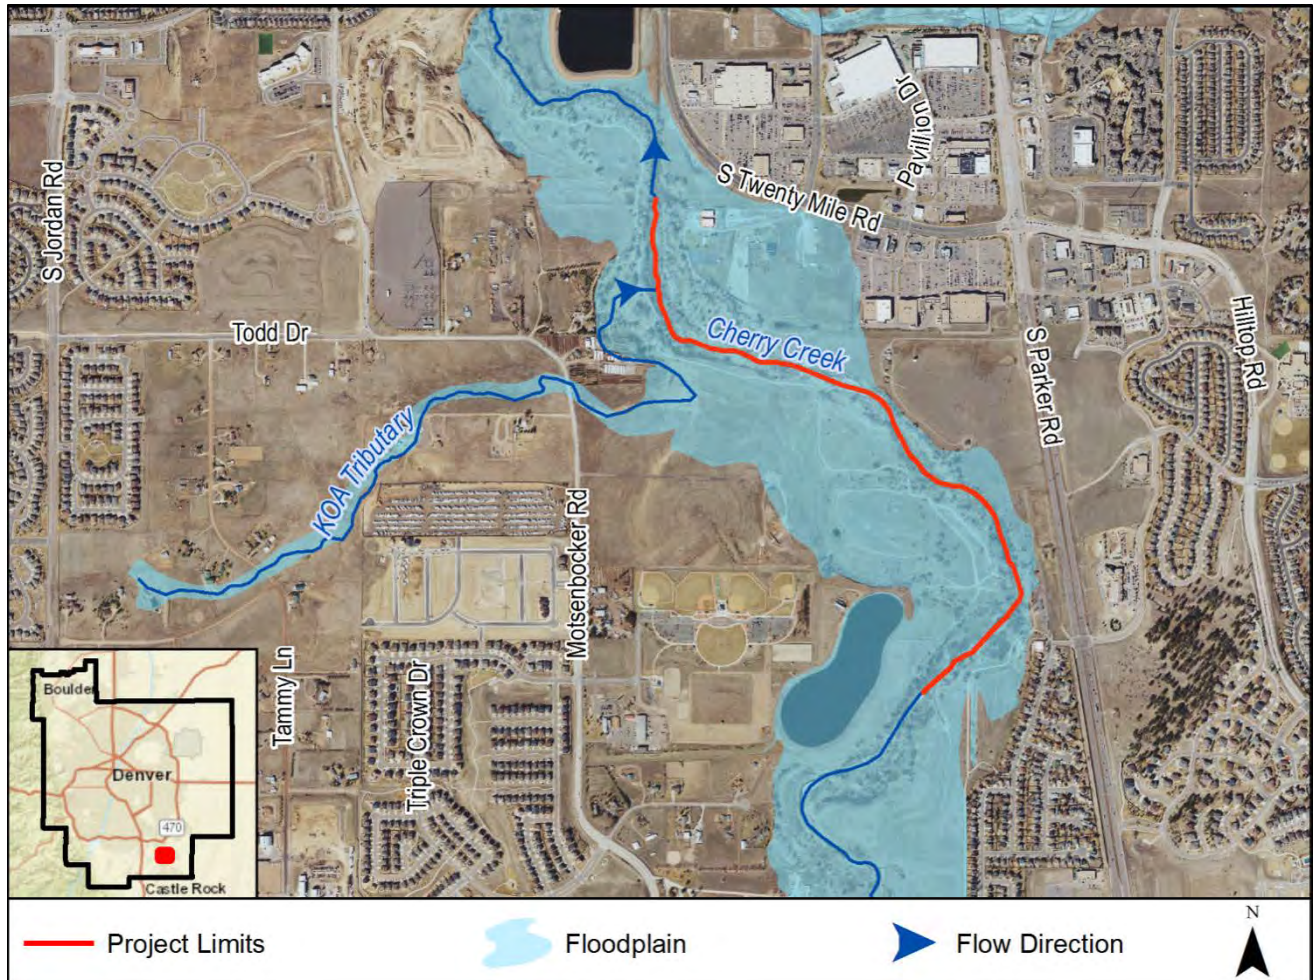 Pavillion Dr
S Twenty Mile Rd
S Jordan Rd
Todd Dr
Cherry Creek
Hilltop Rd
S Parker Rd
KOA Tributary
Motsenbocker Rd
Tammy Ln
Triple Crown Dr
Boulder
Denver
470
Castle Rock
Project Limits
Floodplain
Flow Direction
N